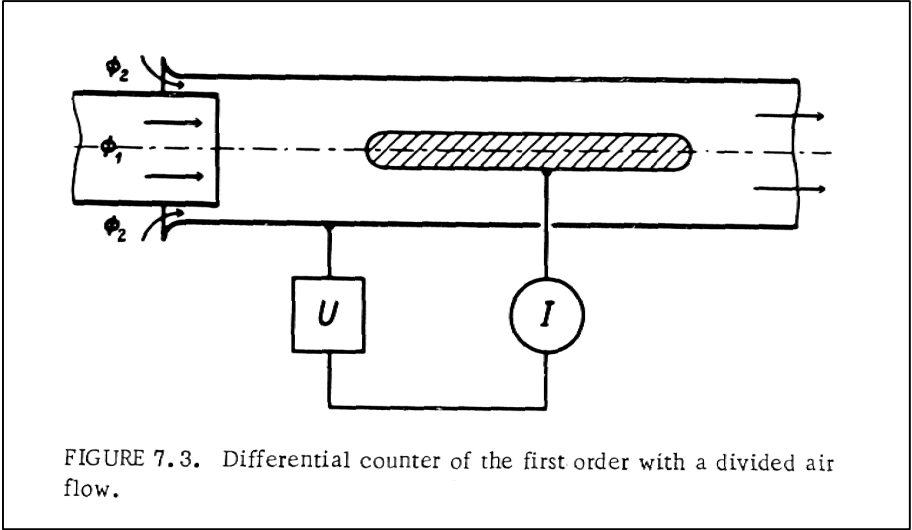 ϕ₂
ϕ₁
ϕ₂
U
I
FIGURE 7.3. Differential counter of the first order with a divided air
flow.